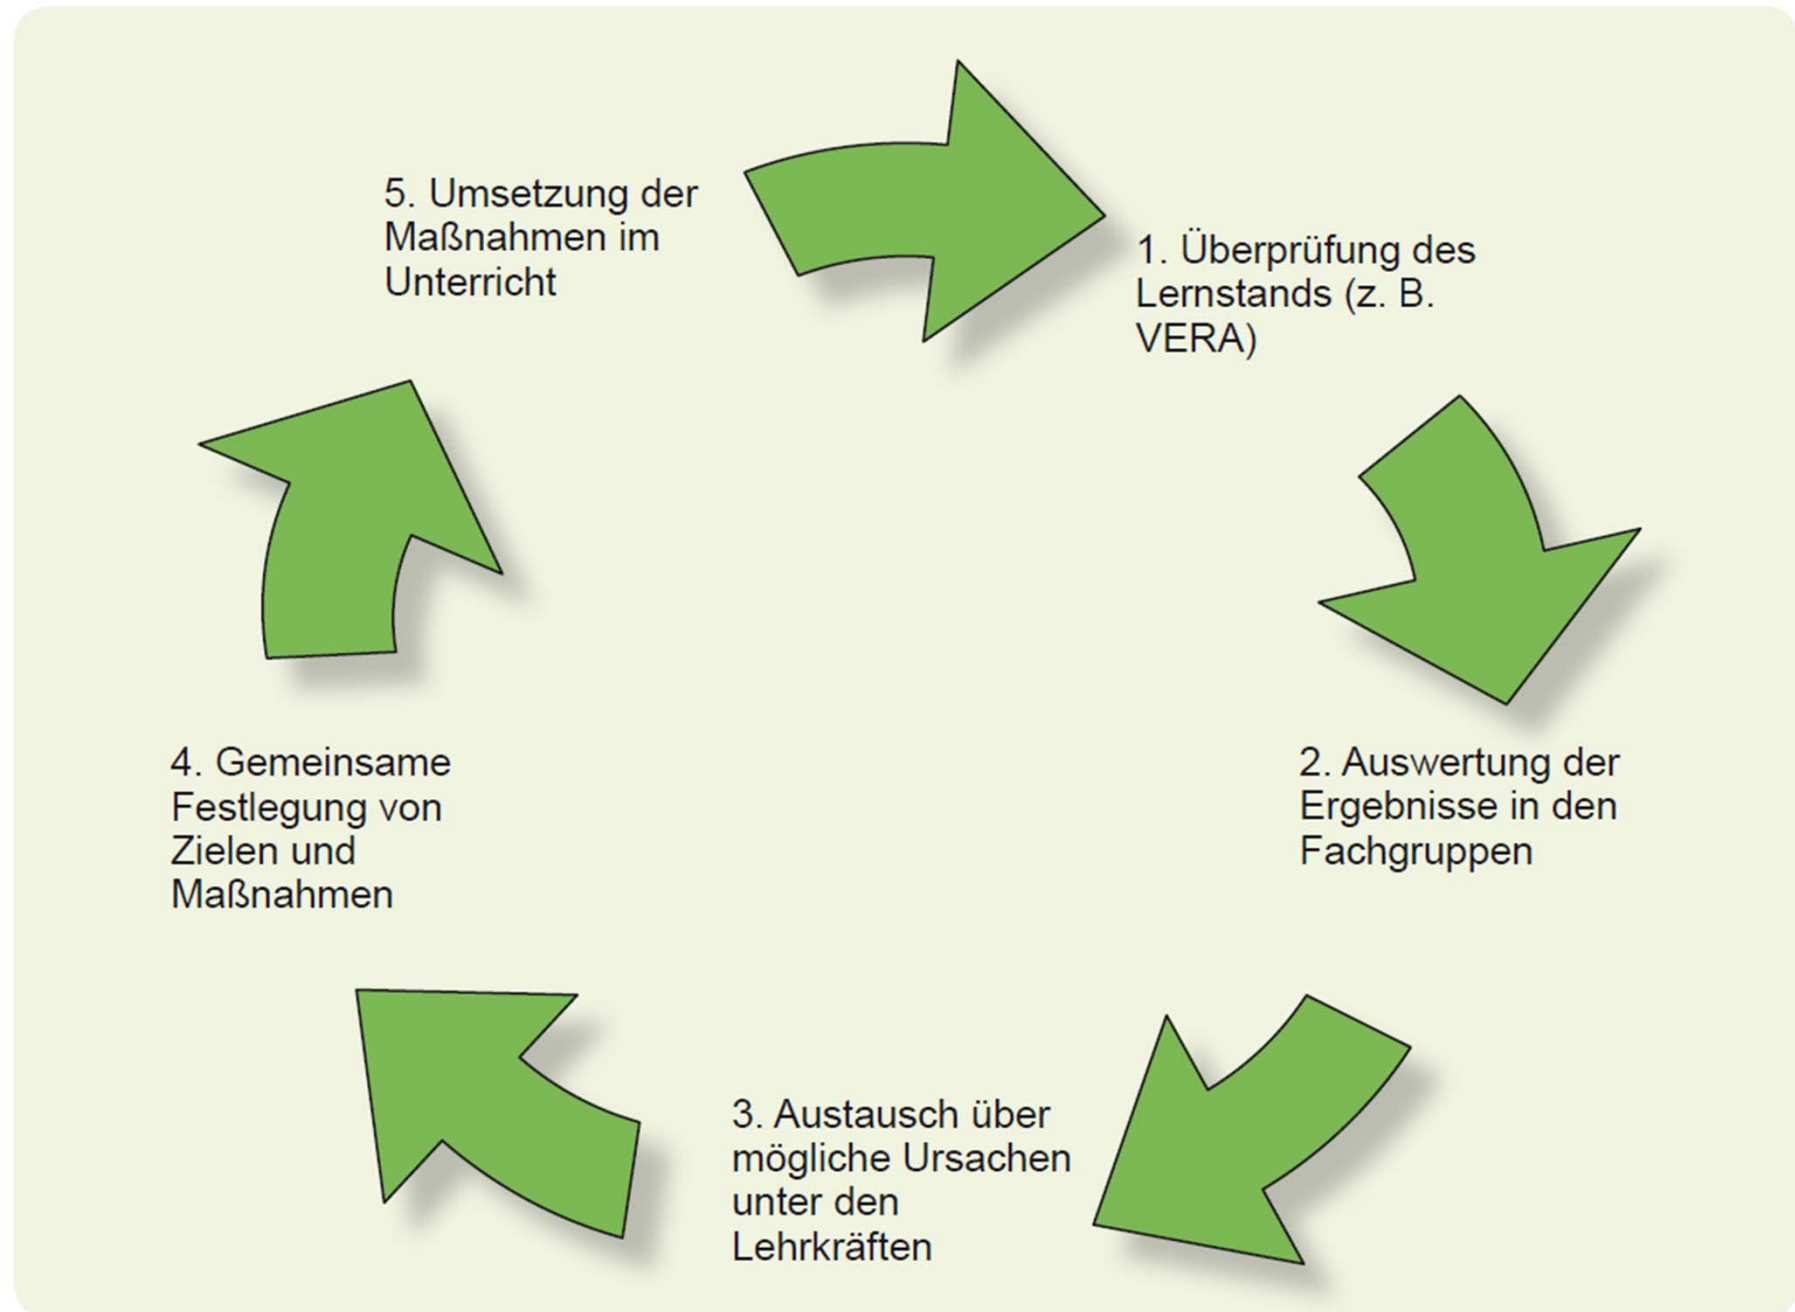 5. Umsetzung der
Maßnahmen im
Unterricht
1. Überprüfung des
Lernstands (z. B.
VERA)
2. Auswertung der
Ergebnisse in den
Fachgruppen
3. Austausch über
mögliche Ursachen
unter den
Lehrkräften
4. Gemeinsame
Festlegung von
Zielen und
Maßnahmen